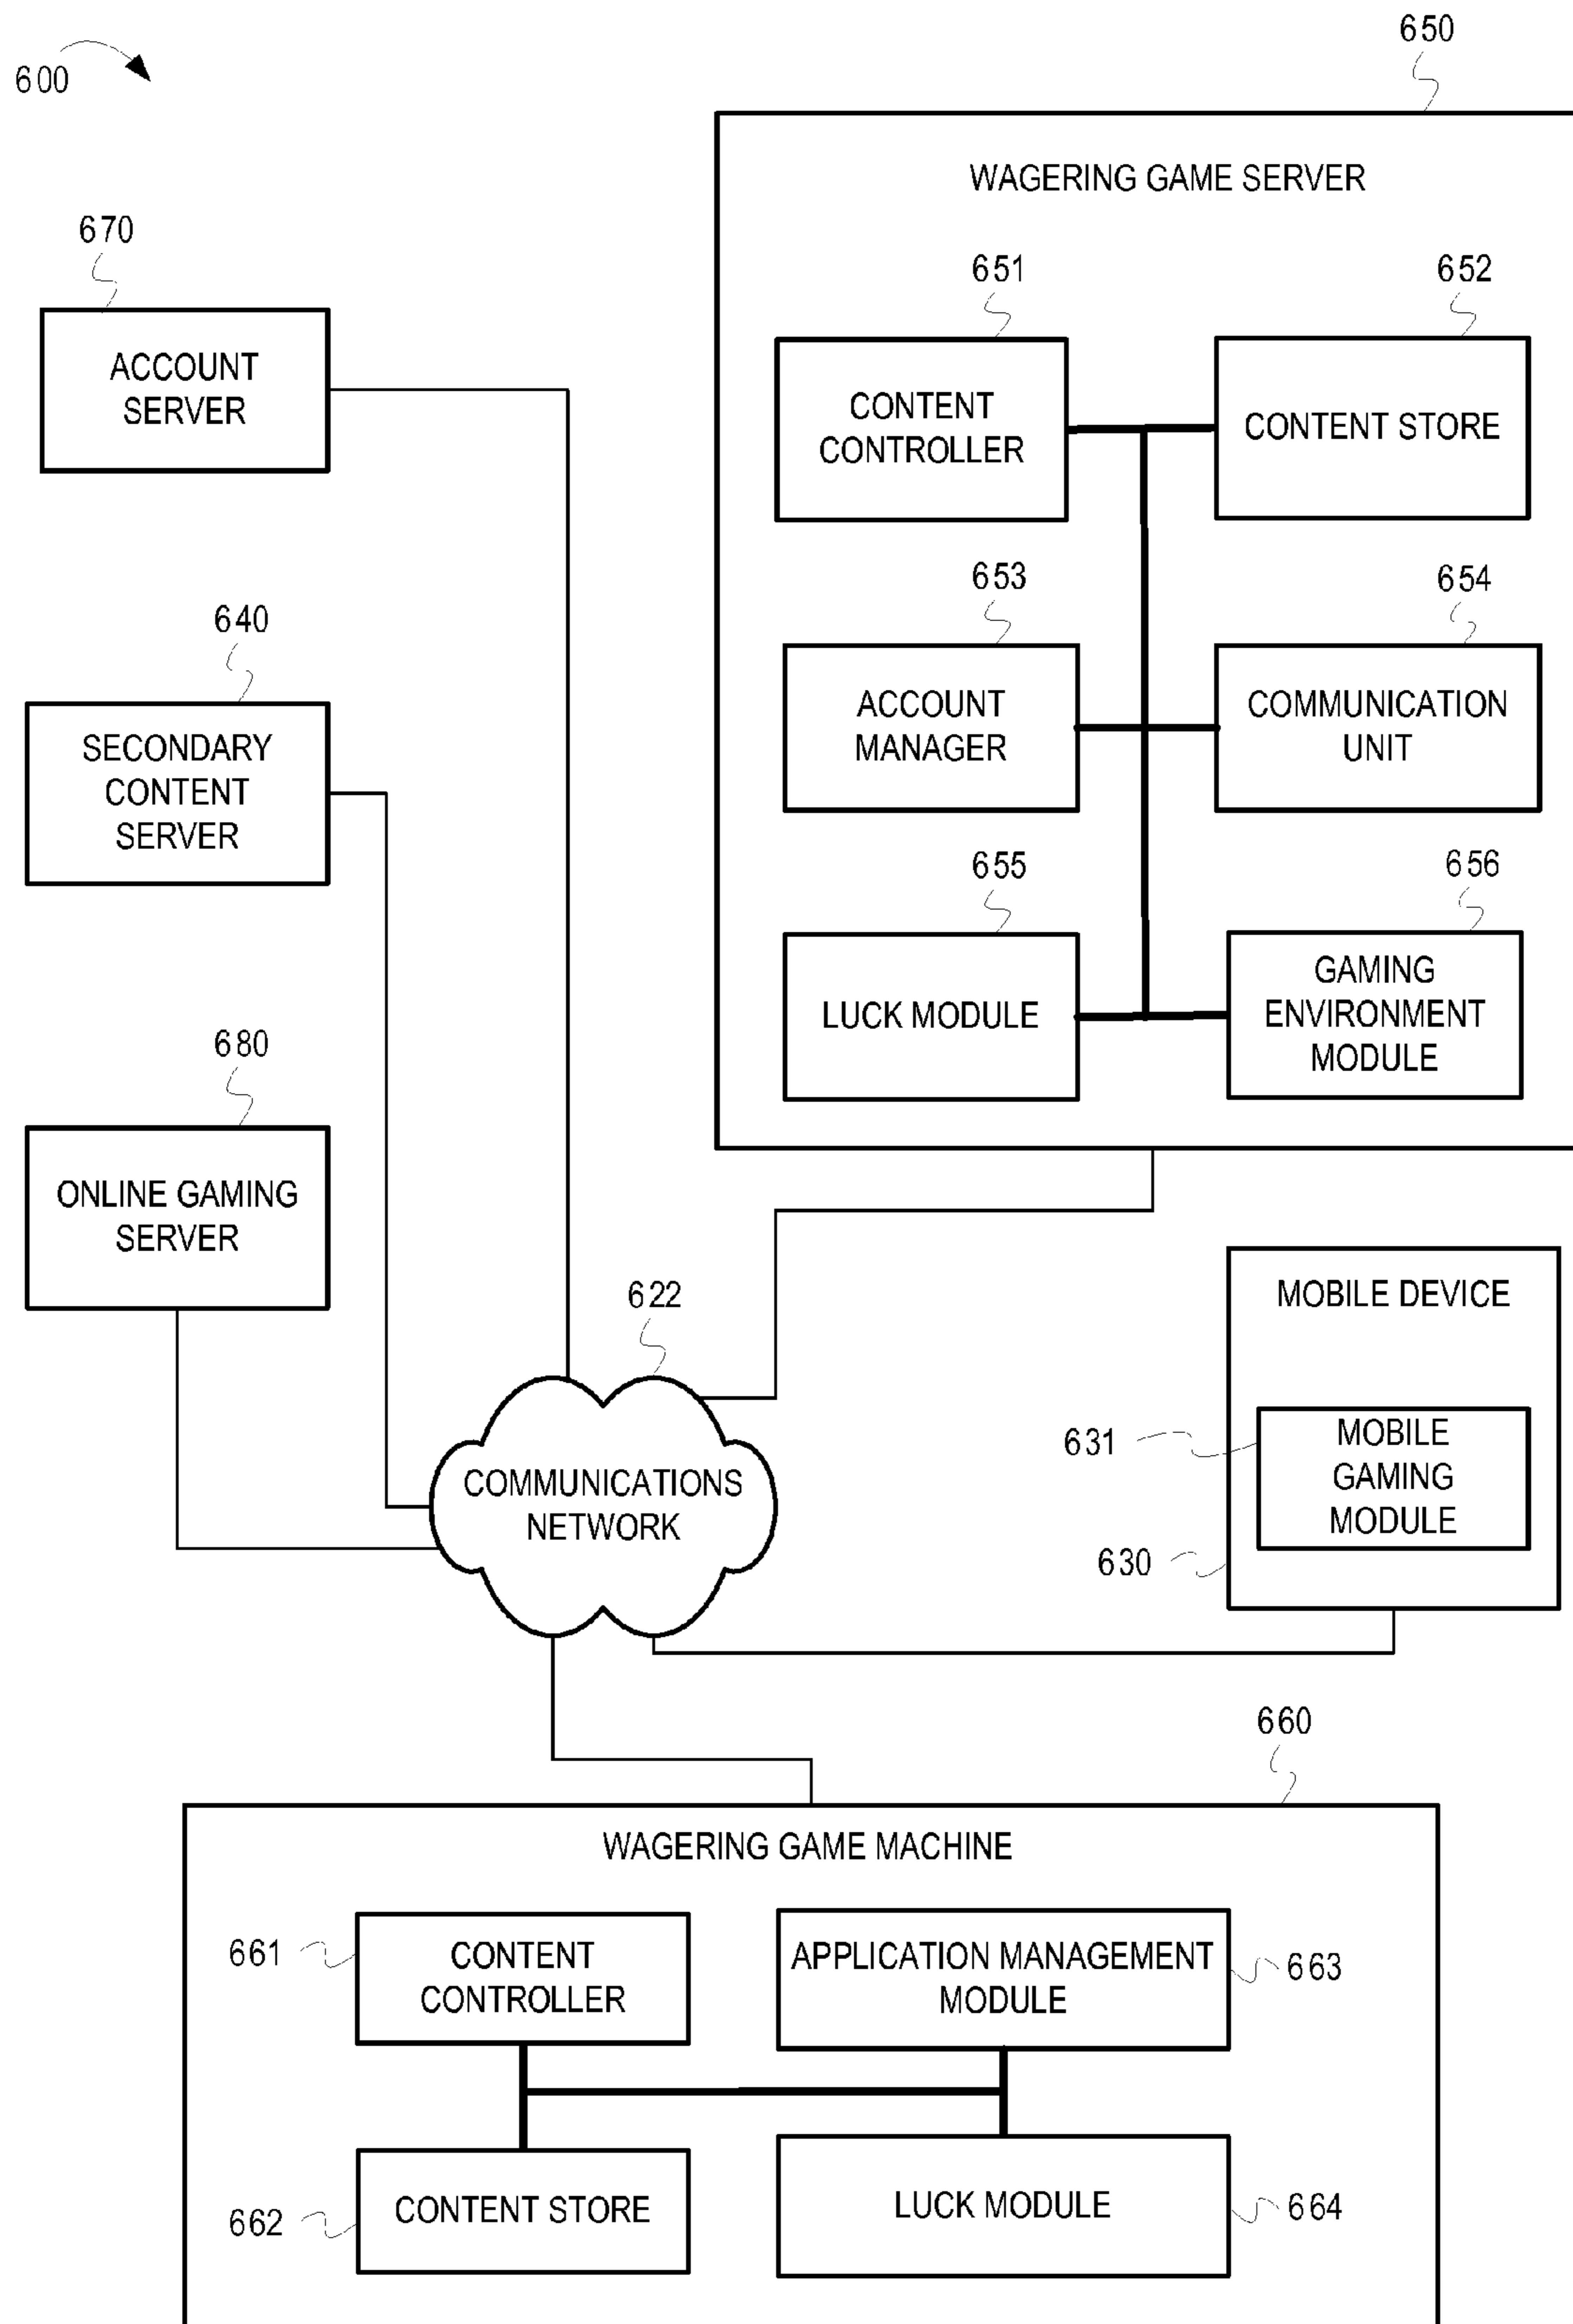 600
650
WAGERING GAME SERVER
670
ACCOUNT
SERVER
651
CONTENT
CONTROLLER
652
CONTENT STORE
653
ACCOUNT
MANAGER
654
COMMUNICATION
UNIT
640
SECONDARY
CONTENT
SERVER
655
LUCK MODULE
656
GAMING
ENVIRONMENT
MODULE
680
ONLINE GAMING
SERVER
622
COMMUNICATIONS
NETWORK
MOBILE DEVICE
631
MOBILE
GAMING
MODULE
630
660
WAGERING GAME MACHINE
661
CONTENT
CONTROLLER
APPLICATION MANAGEMENT
MODULE
663
662
CONTENT STORE
LUCK MODULE
664